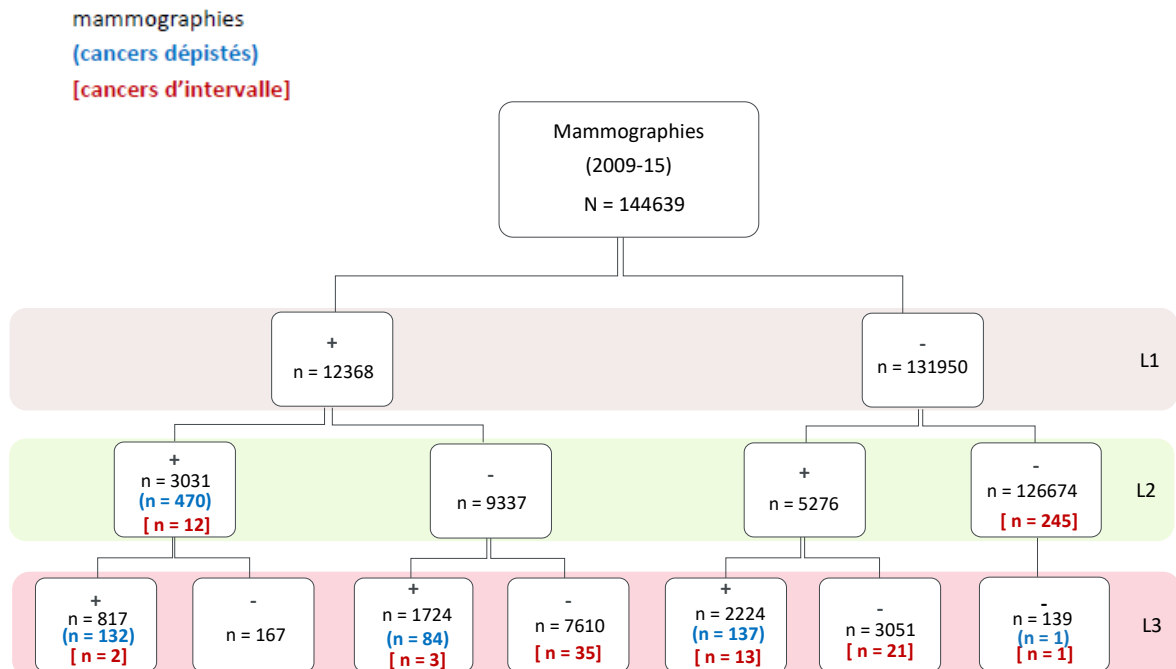 mammographies
(cancers dépistés)
[cancers d’intervalle]
Mammographies
(2009-15)
N = 144639
+
n = 12368
-
n = 131950
L1
+
n = 3031
(n = 470)
[ n = 12]
-
n = 9337
+
n = 5276
-
n = 126674
[ n = 245]
L2
+
n = 817
(n = 132)
[ n = 2]
-
n = 167
+
n = 1724
(n = 84)
[ n = 3]
-
n = 7610
[ n = 35]
+
n = 2224
(n = 137)
[ n = 13]
-
n = 3051
[ n = 21]
-
n = 139
(n = 1)
[ n = 1]
L3